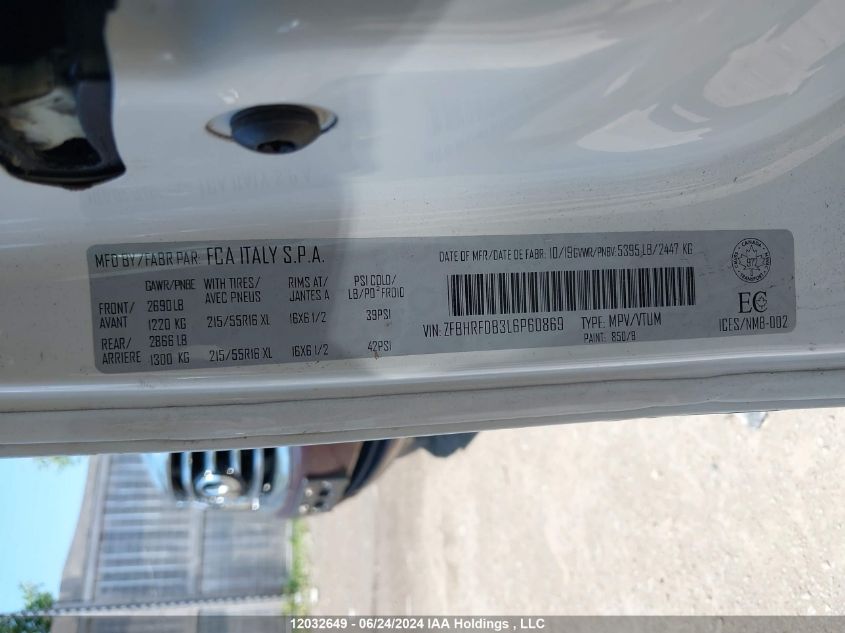 MFD BY/FABR PAR: FCA ITALY S.P.A.
DATE OF MFR/DATE DE FABR: 10/19 GVWR/PNBV 5395 LB/2447 KG
GAWR/PNBE WITH TIRES/ AVEC PNEUS RIMS AT/ JANTES A PSI COLD/ LB/PO² FROID
FRONT/ AVANT 2690 LB 1220 KG 215/55R16 XL 16X6 1/2 39PSI
REAR/ ARRIERE 2866 LB 1300 KG 215/55R16 XL 16X6 1/2 42PSI
VIN: ZFBHRFDB3L6P60869 TYPE: MPV/VTUM
PAINT: 850/B
CANADA
TRANSPORT
EC
ICES/NMB-002
12032649 - 06/24/2024 IAA Holdings , LLC